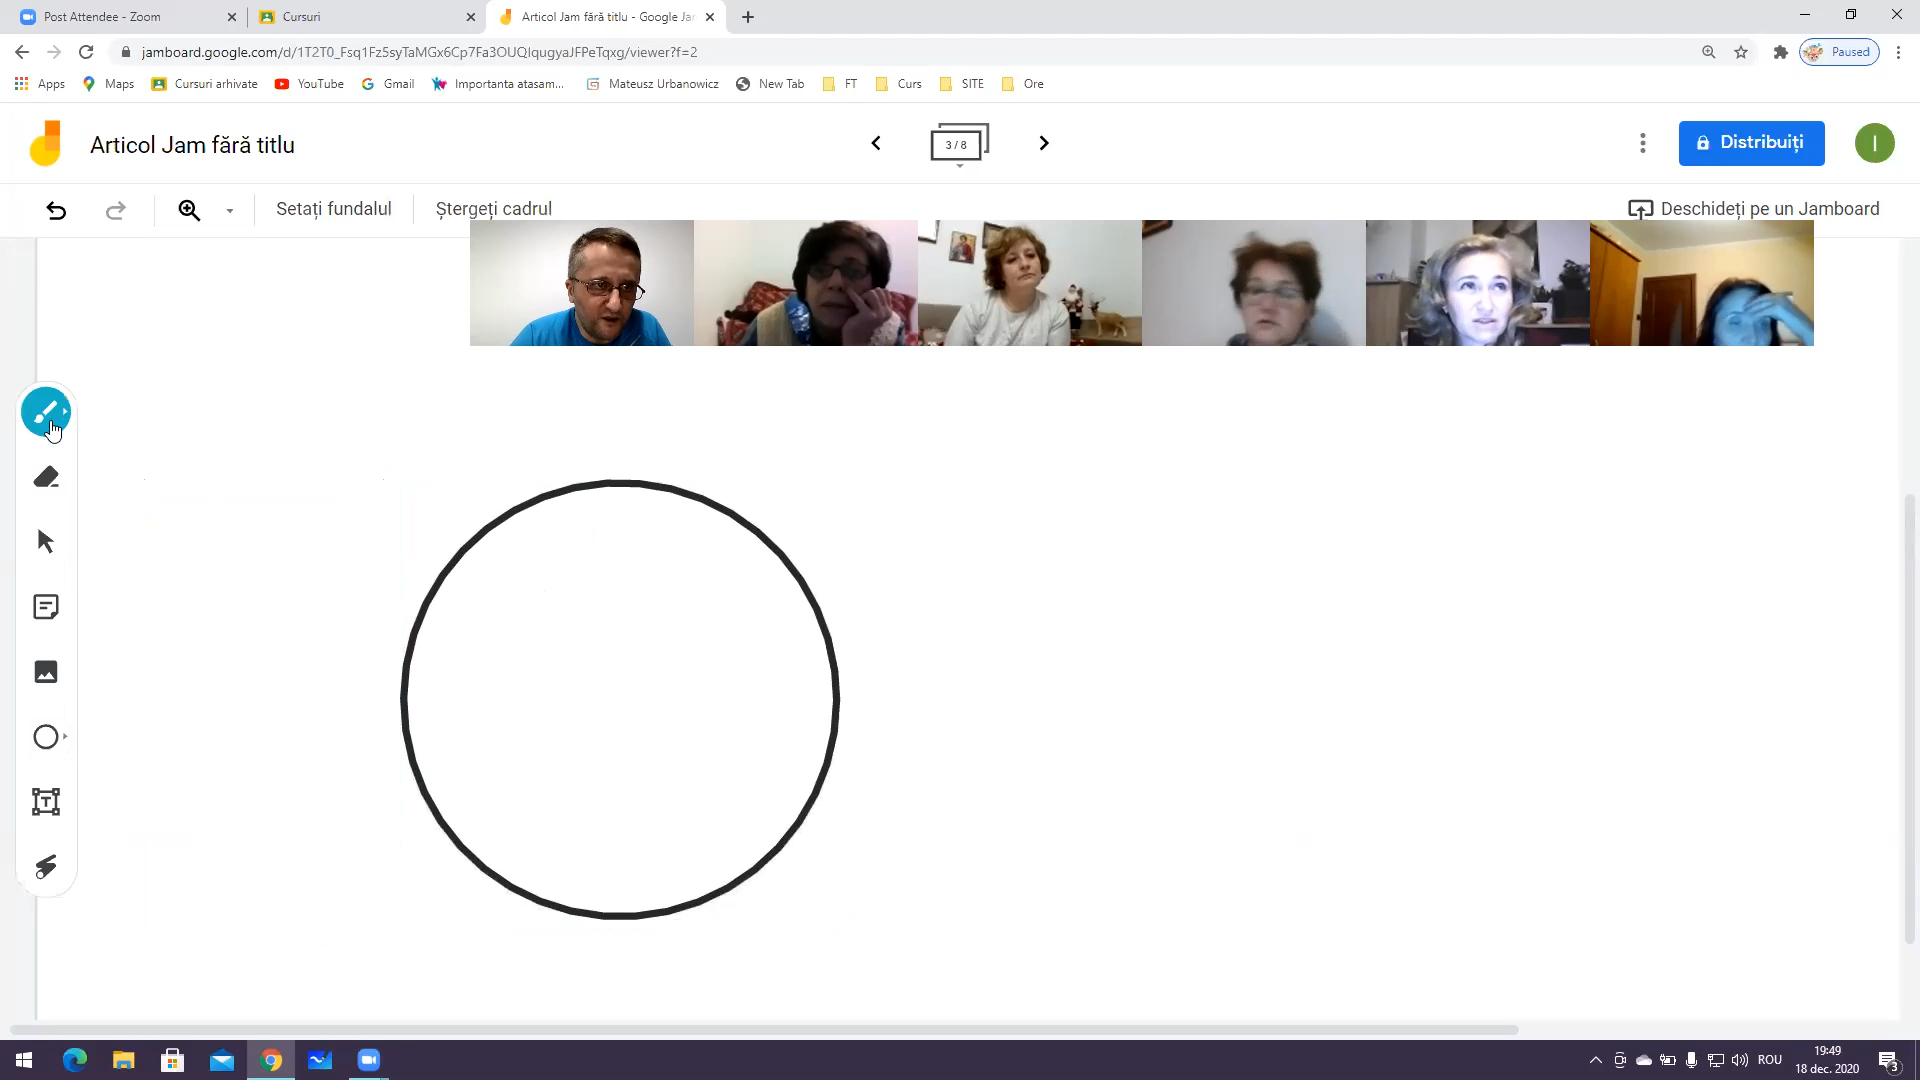 Post Attendee - Zoom
Cursuri
Articol Jam fără titlu - Google Jar
jamboard.google.com/d/1T2T0_Fsq1Fz5syTaMGx6Cp7Fa3OUQIqugyaJFPeTqxg/viewer?f=2
Paused
Apps
Maps
Cursuri arhivate
YouTube
Gmail
Importanta atasam...
Mateusz Urbanowicz
New Tab
FT
Curs
SITE
Ore
Articol Jam fără titlu
3 / 8
Distribuiți
I
Setați fundalul
Ștergeți cadrul
Deschideți pe un Jamboard
T
ROU
19:49
18 dec. 2020
3